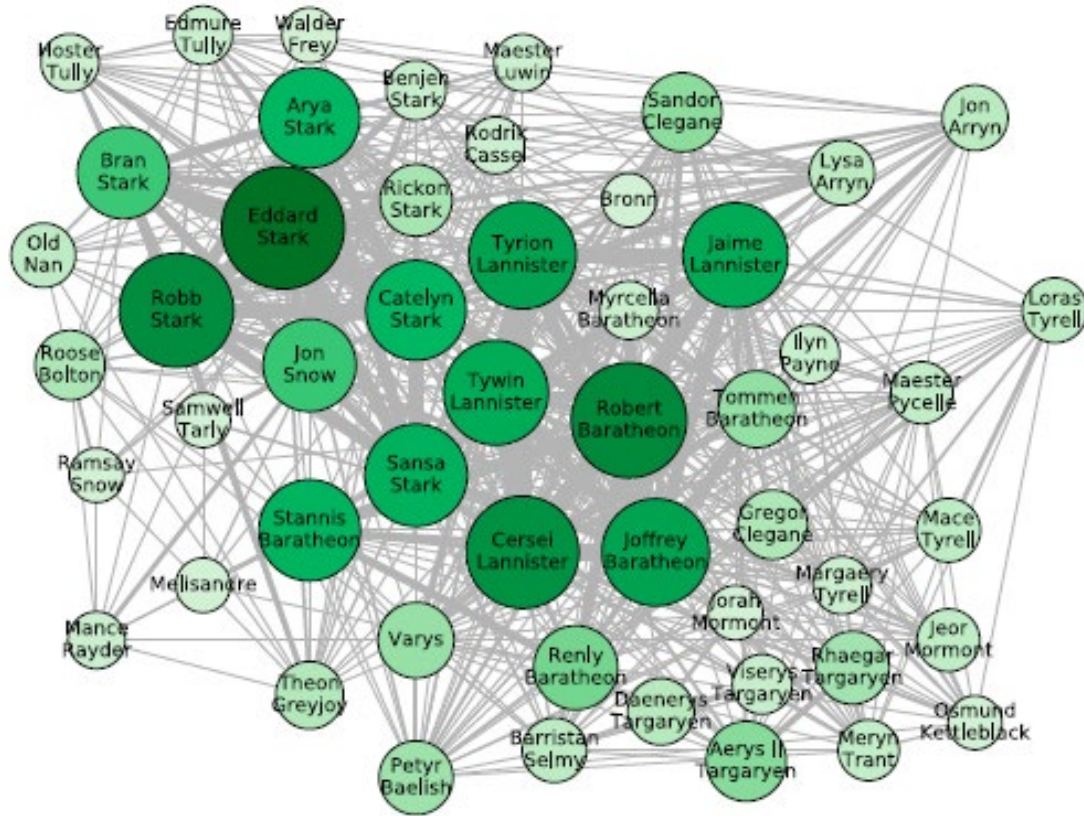 Hoster
Tully
Edmure
Tully
Walder
Frey
Maester
Luwin
Benjen
Stark
Arya
Stark
Sandor
Clegane
Jon
Arryn
Rodrik
Cassel
Bran
Stark
Lysa
Arryn
Rickon
Stark
Bronn
Eddard
Stark
Old
Nan
Tyrion
Lannister
Jaime
Lannister
Robb
Stark
Catelyn
Stark
Myrcella
Baratheon
Loras
Tyrell
Roose
Bolton
Jon
Snow
Illyn
Payne
Tywin
Lannister
Maester
Pycelle
Samwell
Tarly
Robert
Baratheon
Tommen
Baratheon
Ramsay
Snow
Sansa
Stark
Stannis
Baratheon
Cersei
Lannister
Joffrey
Baratheon
Gregor
Clegane
Mace
Tyrell
Melisandre
Margaery
Tyrell
Jorah
Mormont
Mance
Rayder
Varys
Jeor
Mormont
Renly
Baratheon
Rhaegar
Targaryen
Viserys
Targaryen
Theon
Greyjoy
Daenerys
Targaryen
Osmund
Kettleblack
Barristan
Selmy
Meryn
Trant
Aerys II
Targaryen
Petyr
Baelish